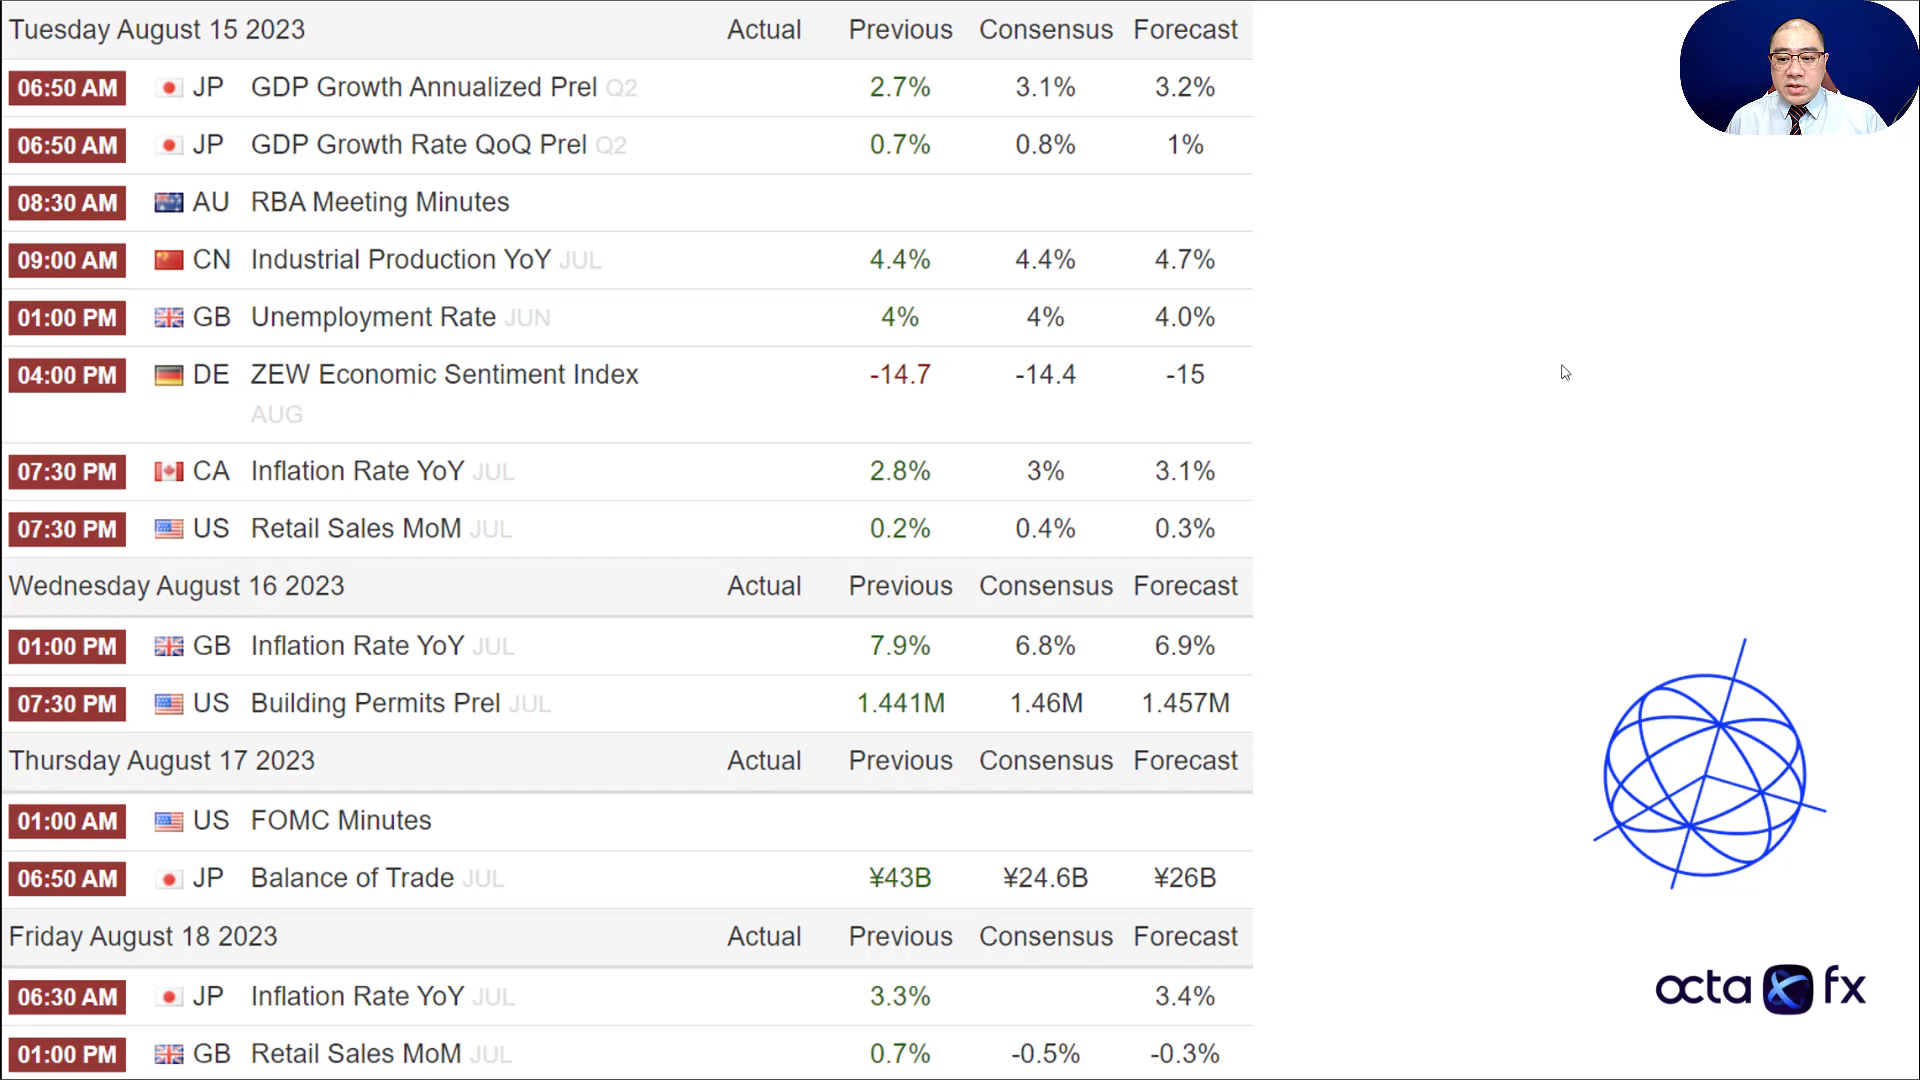 Tuesday August 15 2023 Actual Previous Consensus Forecast
06:50 AM JP GDP Growth Annualized Prel Q2 2.7% 3.1% 3.2%
06:50 AM JP GDP Growth Rate QoQ Prel Q2 0.7% 0.8% 1%
08:30 AM AU RBA Meeting Minutes
09:00 AM CN Industrial Production YoY JUL 4.4% 4.4% 4.7%
01:00 PM GB Unemployment Rate JUN 4% 4% 4.0%
04:00 PM DE ZEW Economic Sentiment Index -14.7 -14.4 -15
AUG
07:30 PM CA Inflation Rate YoY JUL 2.8% 3% 3.1%
07:30 PM US Retail Sales MoM JUL 0.2% 0.4% 0.3%
Wednesday August 16 2023 Actual Previous Consensus Forecast
01:00 PM GB Inflation Rate YoY JUL 7.9% 6.8% 6.9%
07:30 PM US Building Permits Prel JUL 1.441M 1.46M 1.457M
Thursday August 17 2023 Actual Previous Consensus Forecast
01:00 AM US FOMC Minutes
06:50 AM JP Balance of Trade JUL ¥43B ¥24.6B ¥26B
Friday August 18 2023 Actual Previous Consensus Forecast
06:30 AM JP Inflation Rate YoY JUL 3.3% 3.4%
01:00 PM GB Retail Sales MoM JUL 0.7% -0.5% -0.3%
octa fx